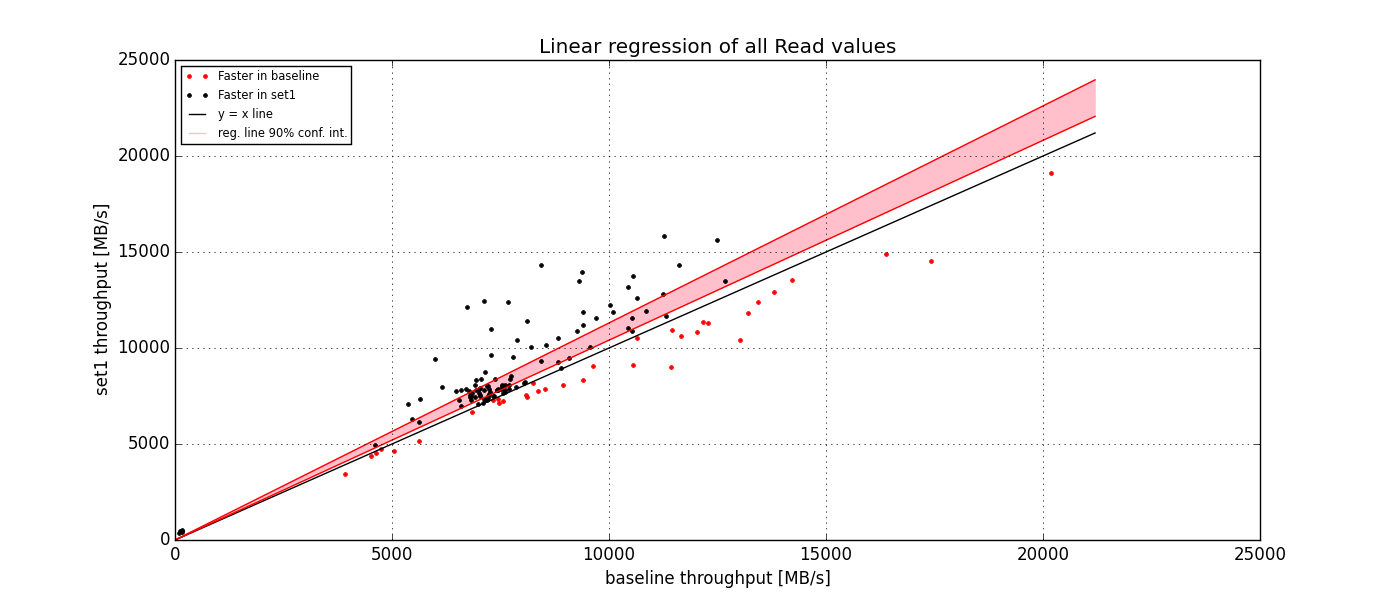 Linear regression of all Read values
25000
20000
15000
10000
5000
0
Faster in baseline
Faster in set1
y = x line
reg. line 90% conf. int.
set1 throughput [MB/s]
0 5000 10000 15000 20000 25000
baseline throughput [MB/s]